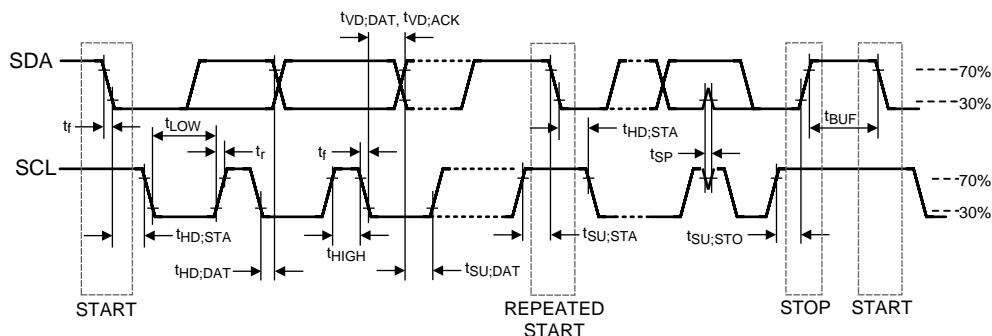 tVD;DAT, tVD;ACK
SDA
70%
30%
tf
tLOW
tHD;STA
tBUF
tr
tf
tSP
SCL
70%
30%
tHD;STA
tHD;DAT
tHIGH
tSU;DAT
tSU;STA
tSU;STO
START
REPEATED
START
STOP
START